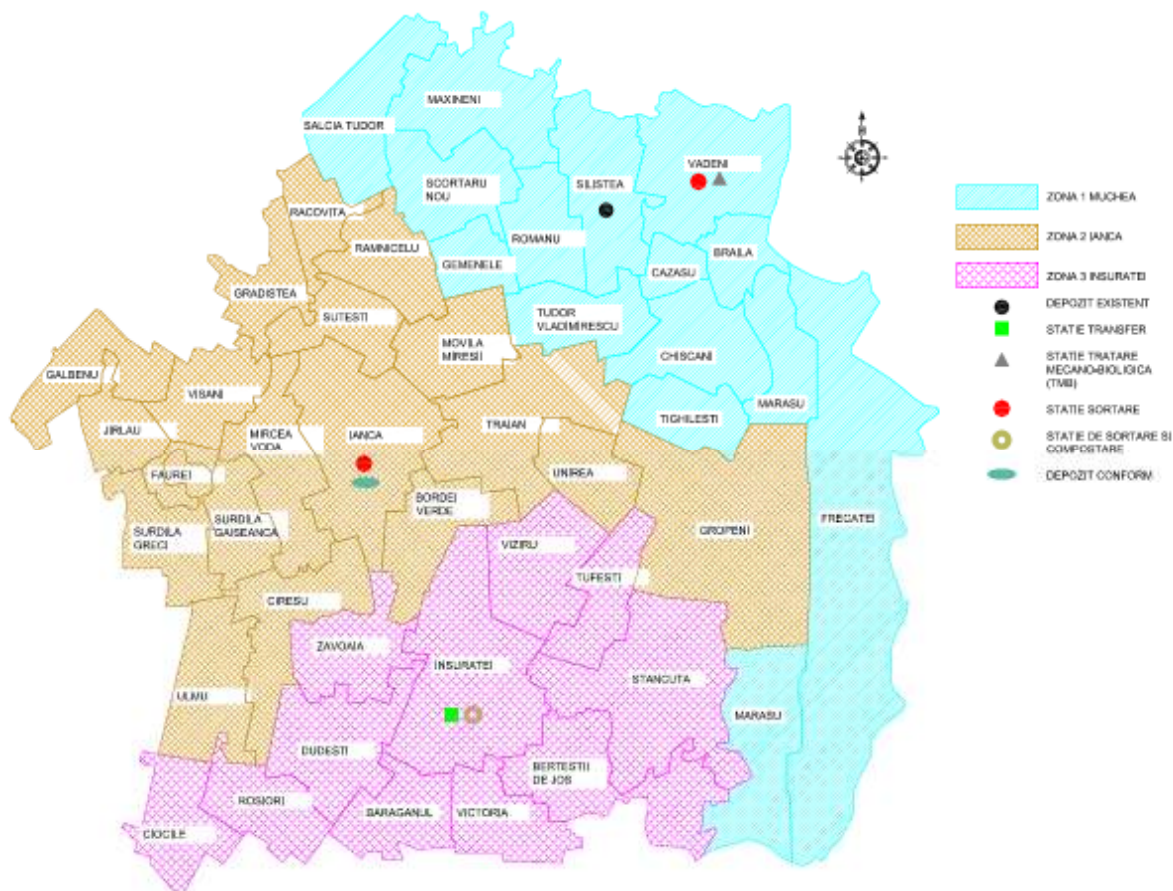 MAXINENI
SALCIA TUDOR
VADENI
SCORTARU
NOU
SILISTEA
RACOVITA
ROMANU
RAMNICELU
BRAILA
GEMENELE
CAZASU
GRADISTEA
SUTESTI
TUDOR
VLADIMIRESCU
MOVILA
MIRESII
CHISCANI
GALBENU
VISANI
MARASU
TIGHILESTI
JIRLAU
MIRCEA
VODA
IANCA
TRAIAN
FAUREI
UNIREA
BORDEI
VERDE
SURDILA
GAISEANCA
SURDILA
GRECI
GROPENI
FRECATEI
VIZIRU
TUFESTI
CIRESU
ZAVOAIA
INSURATEI
STANCUTA
ULMU
MARASU
DUDESTI
BERTESTII
DE JOS
ROSIORI
BARAGANUL
VICTORIA
CIOCILE
N
ZONA 1 MUCHEA
ZONA 2 IANCA
ZONA 3 INSURATEI
DEPOZIT EXISTENT
STATIE TRANSFER
STATIE TRATARE
MECANO-BIOLIGICA
(TMB)
STATIE SORTARE
STATIE DE SORTARE SI
COMPOSTARE
DEPOZIT CONFORM